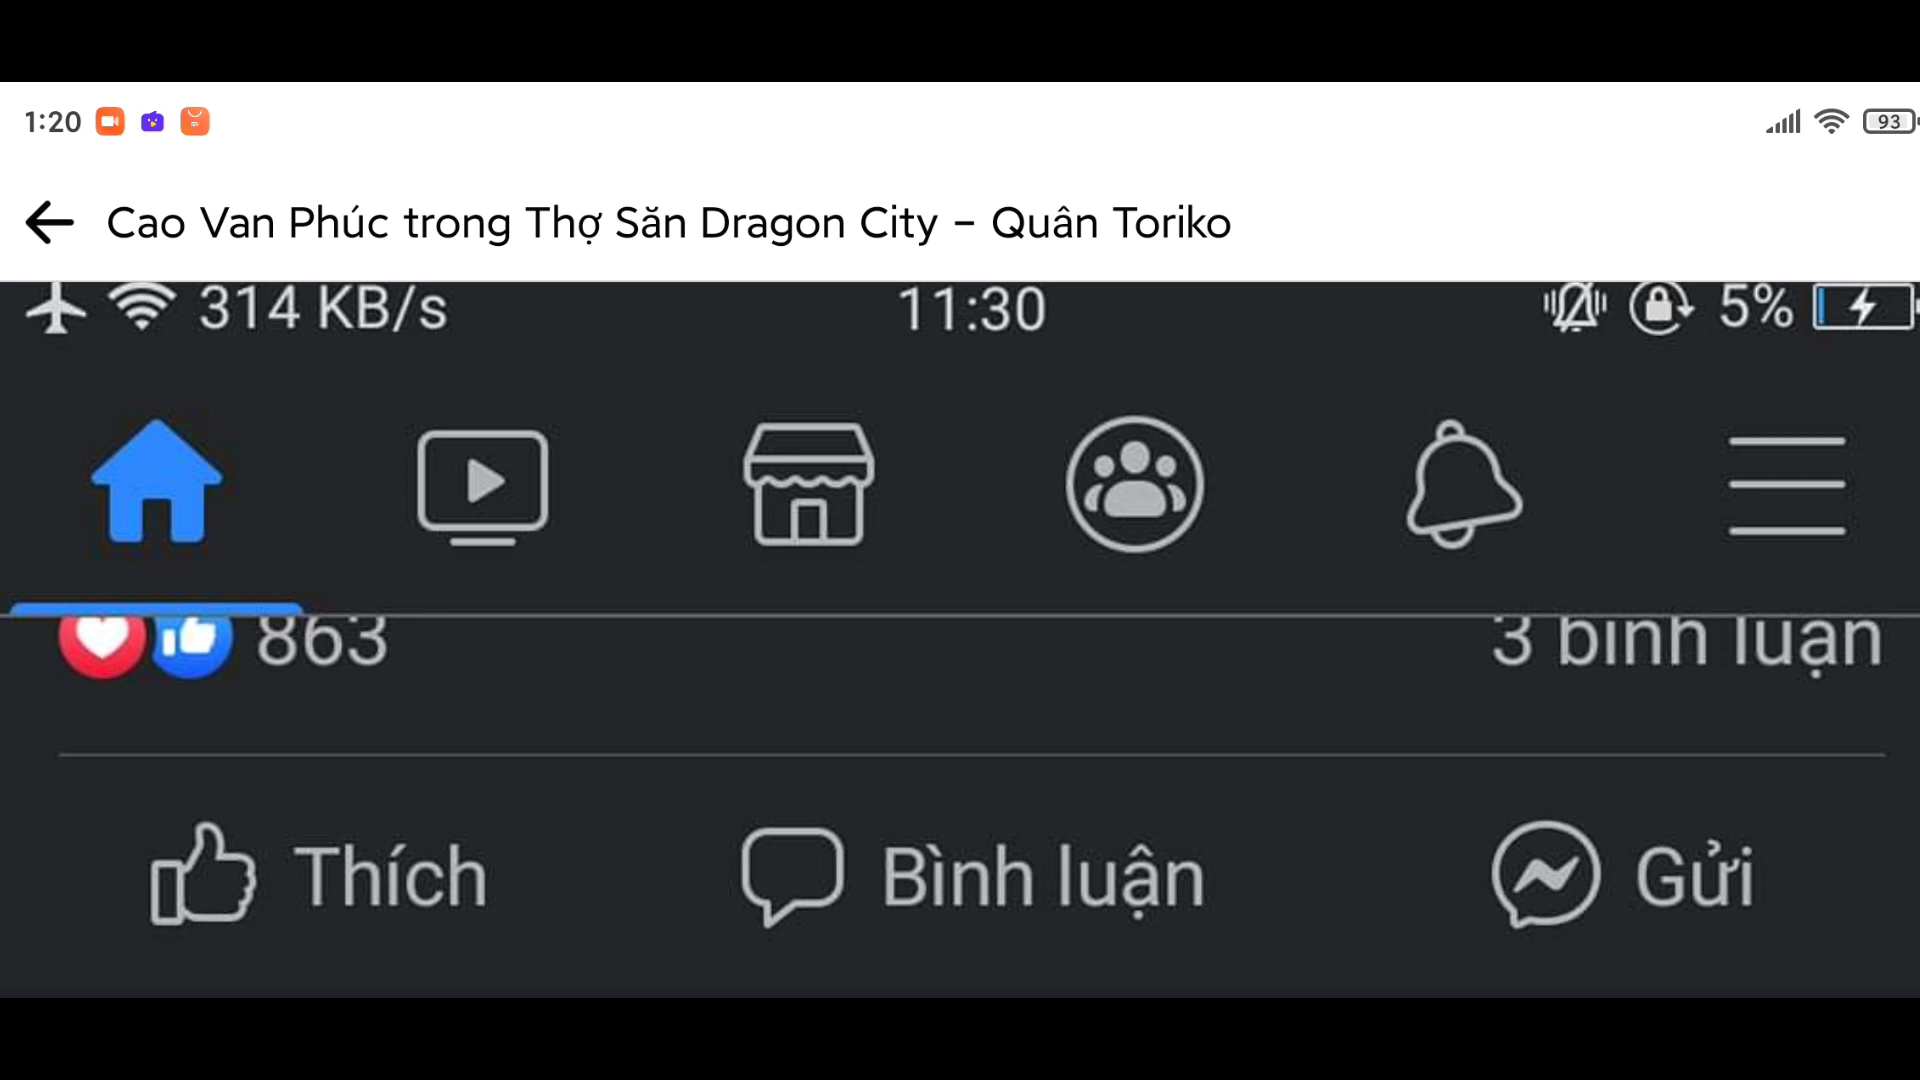 1:20 93
Cao Van Phúc trong Thợ Săn Dragon City – Quân Toriko
314 KB/s 11:30 5%
863 3 bình luận
Thích Bình luận Gửi